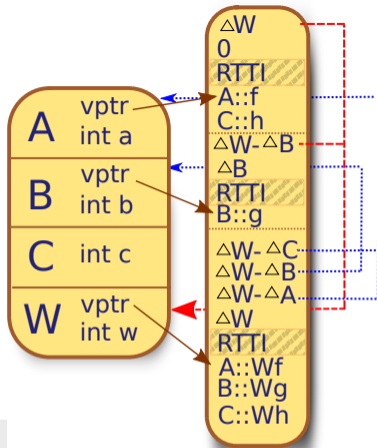 A
vptr
int a
B
vptr
int b
C
int c
W
vptr
int w
△W
0
RTTI
A::f
C::h
△W-△B
△B
RTTI
B::g
△W-△C
△W-△B
△W-△A
△W
RTTI
A::Wf
B::Wg
C::Wh